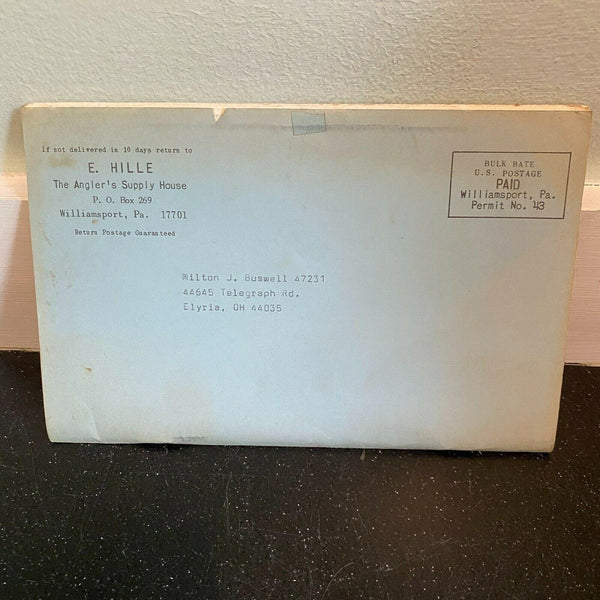 If not delivered in 10 days return to
E. HILLE
The Angler's Supply House
P. O. Box 269
Williamsport, Pa. 17701
Return Postage Guaranteed
BULK RATE
U. S. POSTAGE
PAID
Williamsport, Pa.
Permit No. 43
Milton J. Buswell 47231
44645 Telegraph Rd.
Elyria, OH 44035